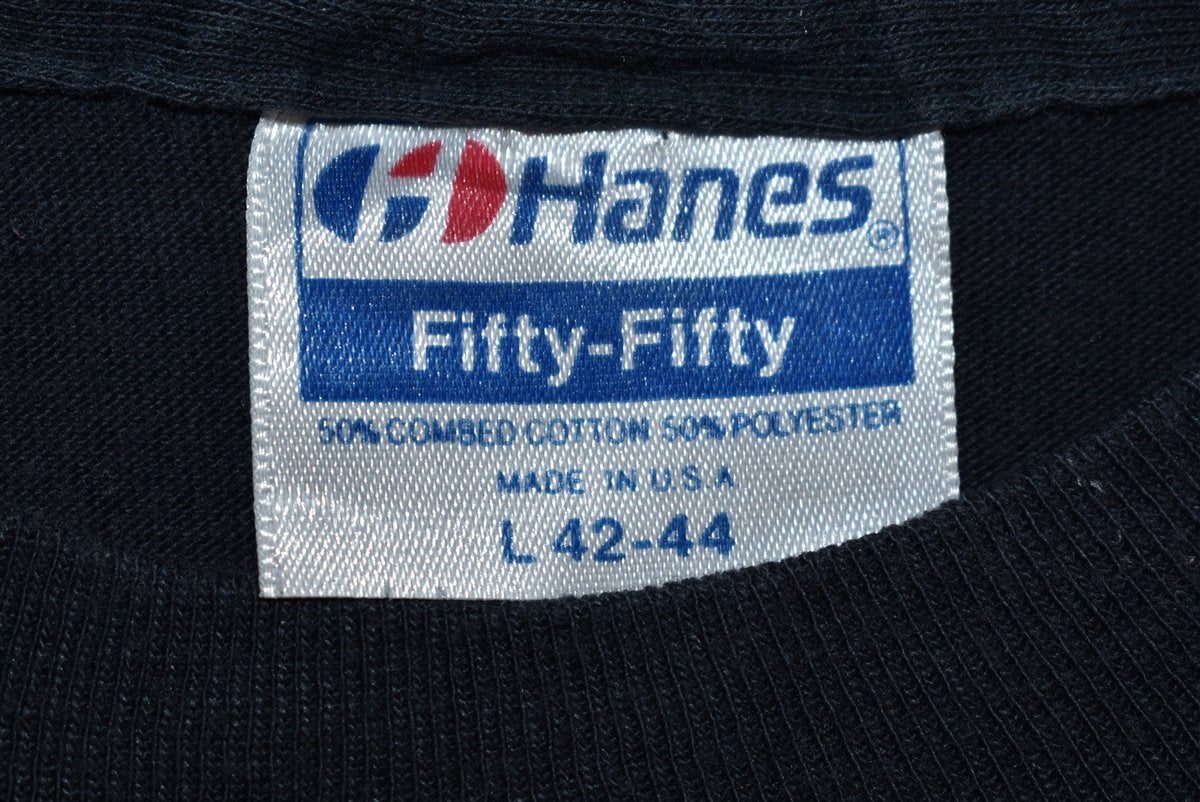 Hanes®
Fifty-Fifty
50% COMBED COTTON 50% POLYESTER
MADE IN U.S.A
L 42-44